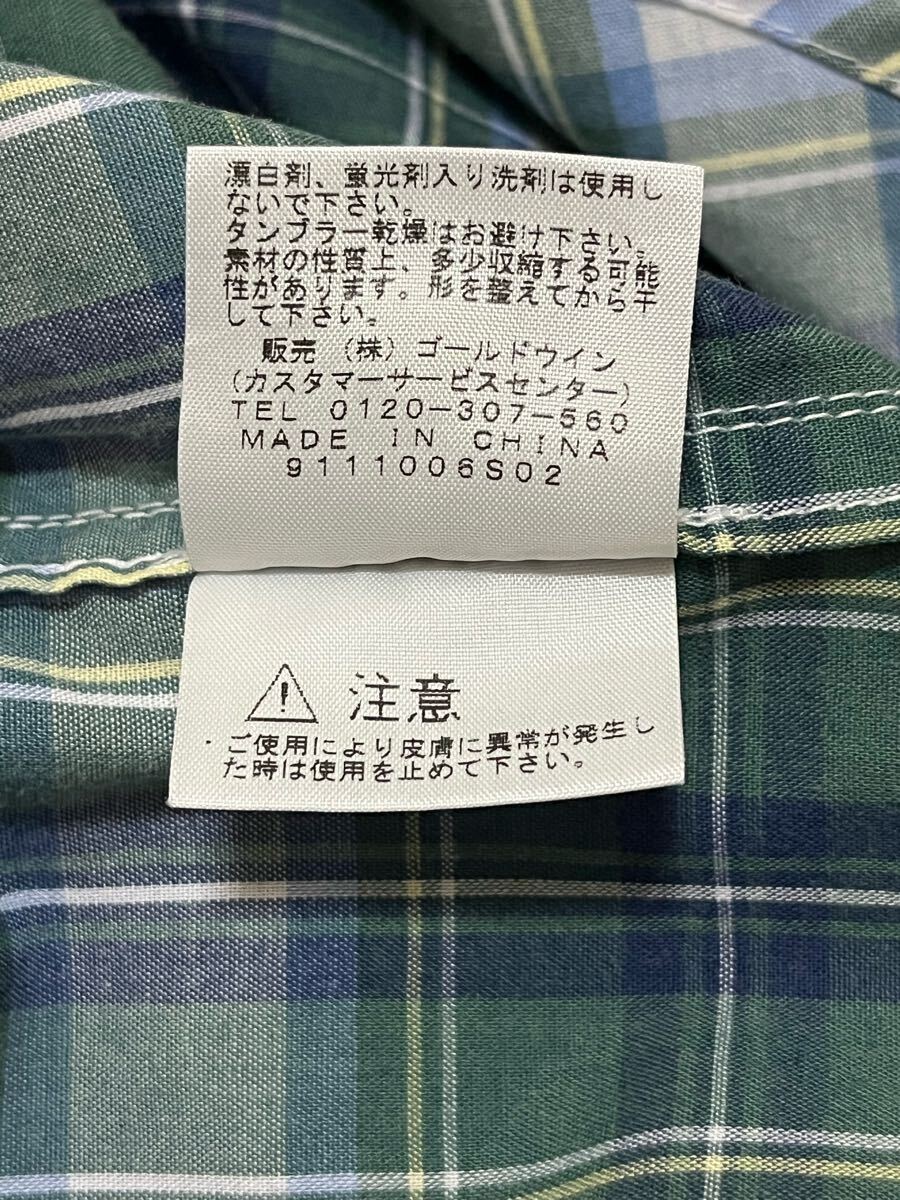 漂白剤、蛍光剤入り洗剤は使用し
ないで下さい。
タンブラー乾燥はお避け下さい。
素材の性質上、多少収縮する可能
性があります。形を整えてから干
して下さい。
販売 (株) ゴールドウイン
(カスタマーサービスセンター)
TEL 0120-307-560
MADE IN CHINA
9111006S02
注意
・ご使用により皮膚に異常が発生し
た時は使用を止めて下さい。